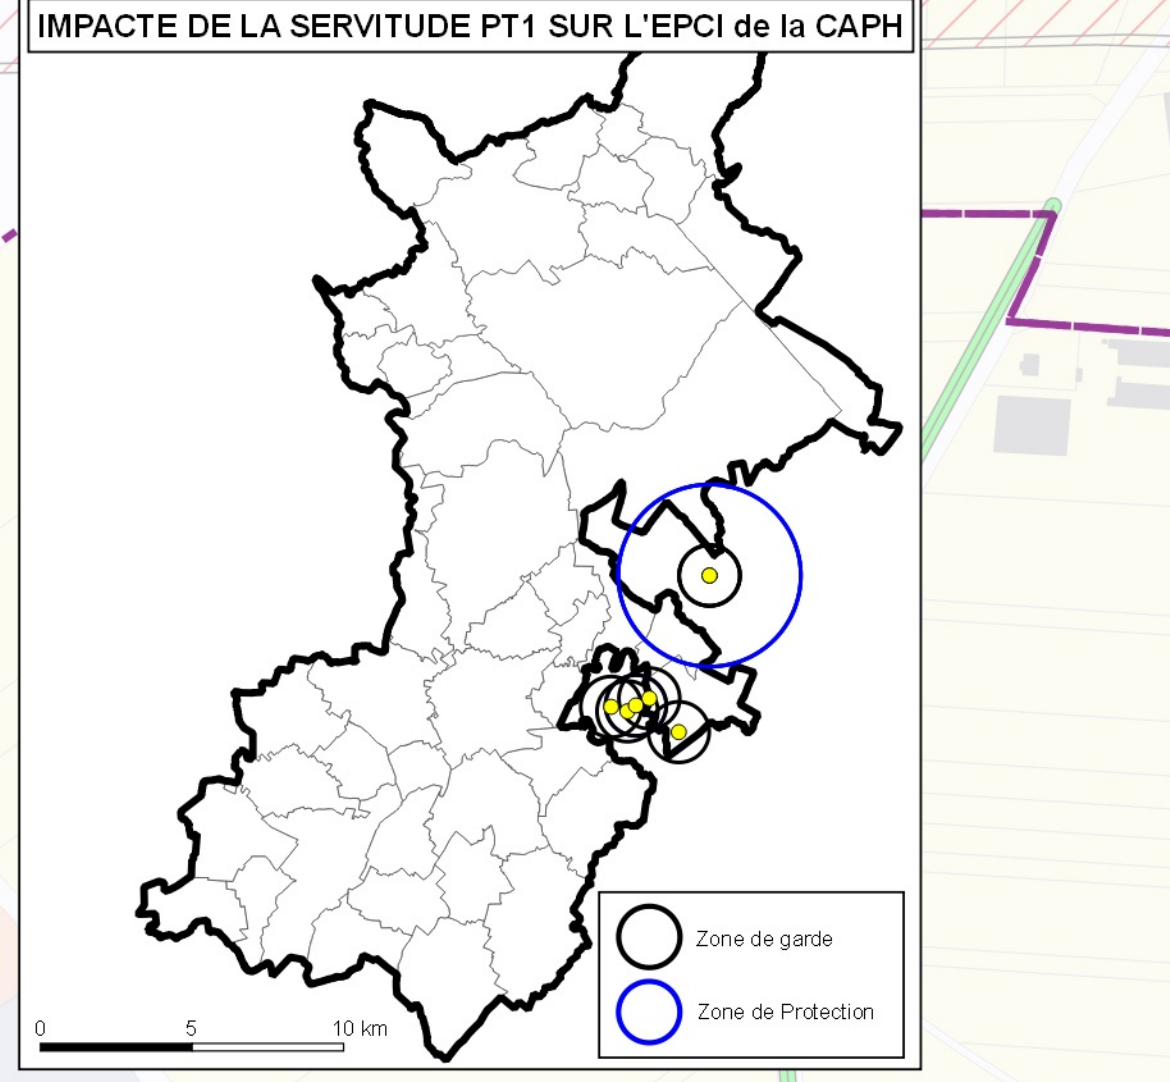 IMPACTE DE LA SERVITUDE PT1 SUR L'EPCI de la CAPH
Zone de garde
Zone de Protection
0 5 10 km